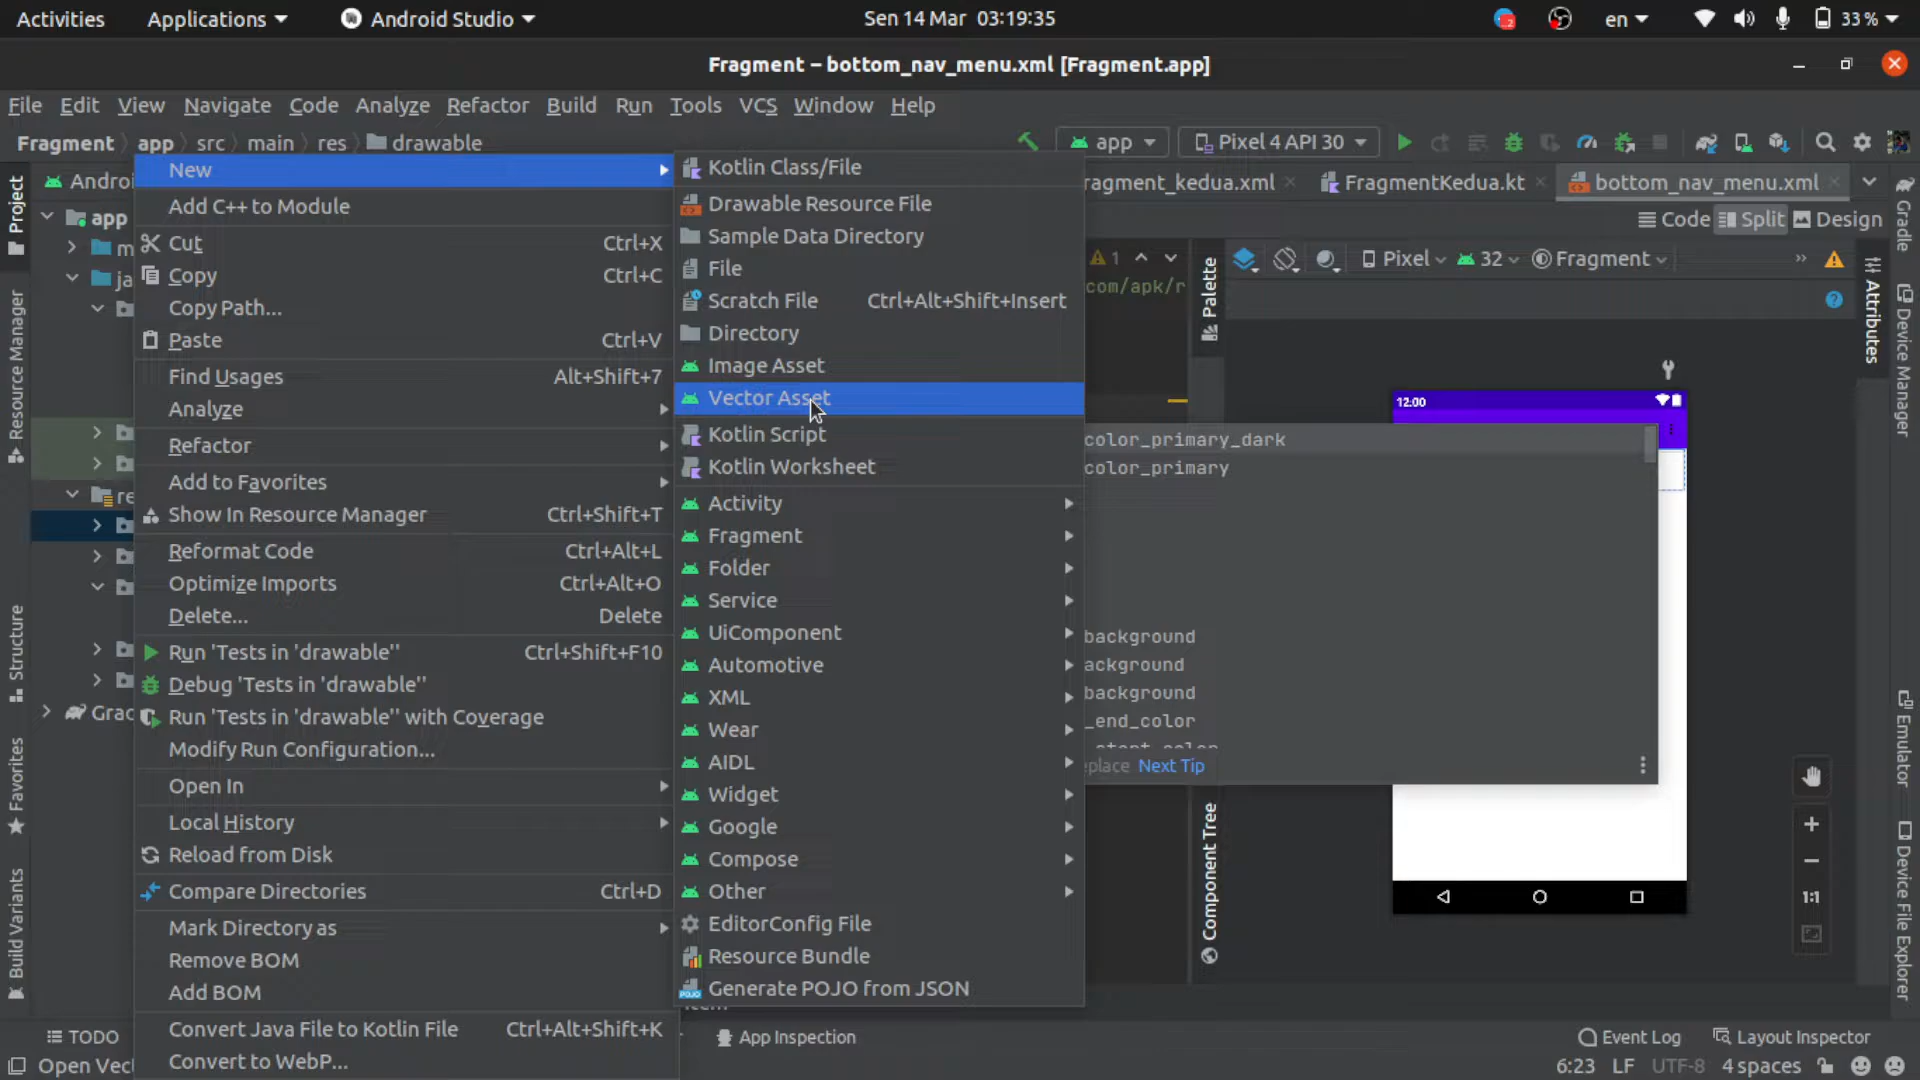 Activities
Applications
Android Studio
Sen 14 Mar 03:19:35
2
en
33 %
Fragment – bottom_nav_menu.xml [Fragment.app]
File Edit View Navigate Code Analyze Refactor Build Run Tools VCS Window Help
Fragment app src main res drawable
app
Pixel 4 API 30
Project
Resource Manager
Structure
Favorites
Build Variants
app
New
Add C++ to Module
Cut Ctrl+X
Copy Ctrl+C
Copy Path...
Paste Ctrl+V
Find Usages Alt+Shift+7
Analyze
Refactor
Add to Favorites
Show In Resource Manager Ctrl+Shift+T
Reformat Code Ctrl+Alt+L
Optimize Imports Ctrl+Alt+O
Delete... Delete
Run 'Tests in 'drawable'' Ctrl+Shift+F10
Debug 'Tests in 'drawable''
Run 'Tests in 'drawable'' with Coverage
Modify Run Configuration...
Open In
Local History
Reload from Disk
Compare Directories Ctrl+D
Mark Directory as
Remove BOM
Add BOM
Convert Java File to Kotlin File Ctrl+Alt+Shift+K
Convert to WebP...
Kotlin Class/File
Drawable Resource File
Sample Data Directory
File
Scratch File Ctrl+Alt+Shift+Insert
Directory
Image Asset
Vector Asset
Kotlin Script
Kotlin Worksheet
Activity
Fragment
Folder
Service
UiComponent
Automotive
XML
Wear
AIDL
Widget
Google
Compose
Other
EditorConfig File
Resource Bundle
POJO
Generate POJO from JSON
ragment_kedua.xml
FragmentKedua.kt
bottom_nav_menu.xml
Code Split Design
1
com/apk/r
Palette
Pixel 32 Fragment
12:00
color_primary_dark
color_primary
background
ackground
background
_end_color
eplace Next Tip
Component Tree
1:1
Gradle
Attributes
Device Manager
Emulator
Device File Explorer
TODO
App Inspection
Event Log
Layout Inspector
Open Vec
6:23 LF UTF-8 4 spaces